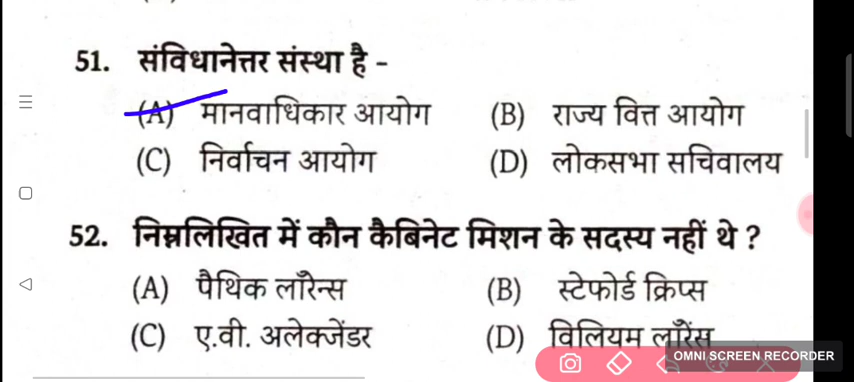 51. संविधानेत्तर संस्था है -
(A) मानवाधिकार आयोग (B) राज्य वित्त आयोग
(C) निर्वाचन आयोग (D) लोकसभा सचिवालय
52. निम्नलिखित में कौन कैबिनेट मिशन के सदस्य नहीं थे ?
(A) पैथिक लॉरेन्स (B) स्टेफोर्ड क्रिप्स
(C) ए.वी. अलेक्जेंडर (D) विलियम लॉरेंस
OMNI SCREEN RECORDER